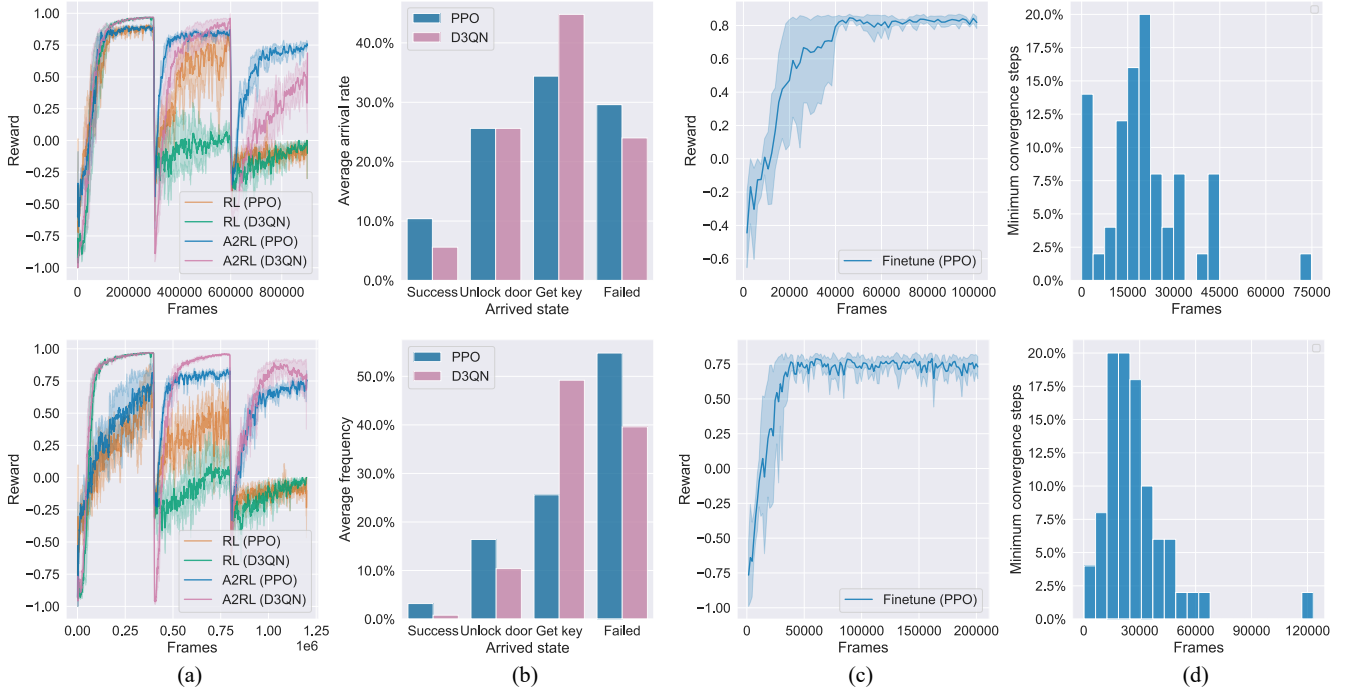 1.00
0.75
0.50
0.25
0.00
−0.25
−0.50
−0.75
−1.00
Reward
RL (PPO)
RL (D3QN)
A2RL (PPO)
A2RL (D3QN)
0 200000 400000 600000 800000
Frames
40.0%
30.0%
20.0%
10.0%
0.0%
Average arrival rate
PPO
D3QN
Success Unlock door Get key Failed
Arrived state
0.8
0.6
0.4
0.2
0.0
−0.2
−0.4
−0.6
Reward
Finetune (PPO)
0 20000 40000 60000 80000 100000
Frames
20.0%
17.5%
15.0%
12.5%
10.0%
7.5%
5.0%
2.5%
0.0%
Minimum convergence steps
0 15000 30000 45000 60000 75000
Frames
1.00
0.75
0.50
0.25
0.00
−0.25
−0.50
−0.75
−1.00
Reward
RL (PPO)
RL (D3QN)
A2RL (PPO)
A2RL (D3QN)
0.00 0.25 0.50 0.75 1.00 1.25
Frames 1e6
50.0%
40.0%
30.0%
20.0%
10.0%
0.0%
Average frequency
PPO
D3QN
Success Unlock door Get key Failed
Arrived state
0.75
0.50
0.25
0.00
−0.25
−0.50
−0.75
−1.00
Reward
Finetune (PPO)
0 50000 100000 150000 200000
Frames
20.0%
17.5%
15.0%
12.5%
10.0%
7.5%
5.0%
2.5%
0.0%
Minimum convergence steps
0 30000 60000 90000 120000
Frames
(a) (b) (c) (d)